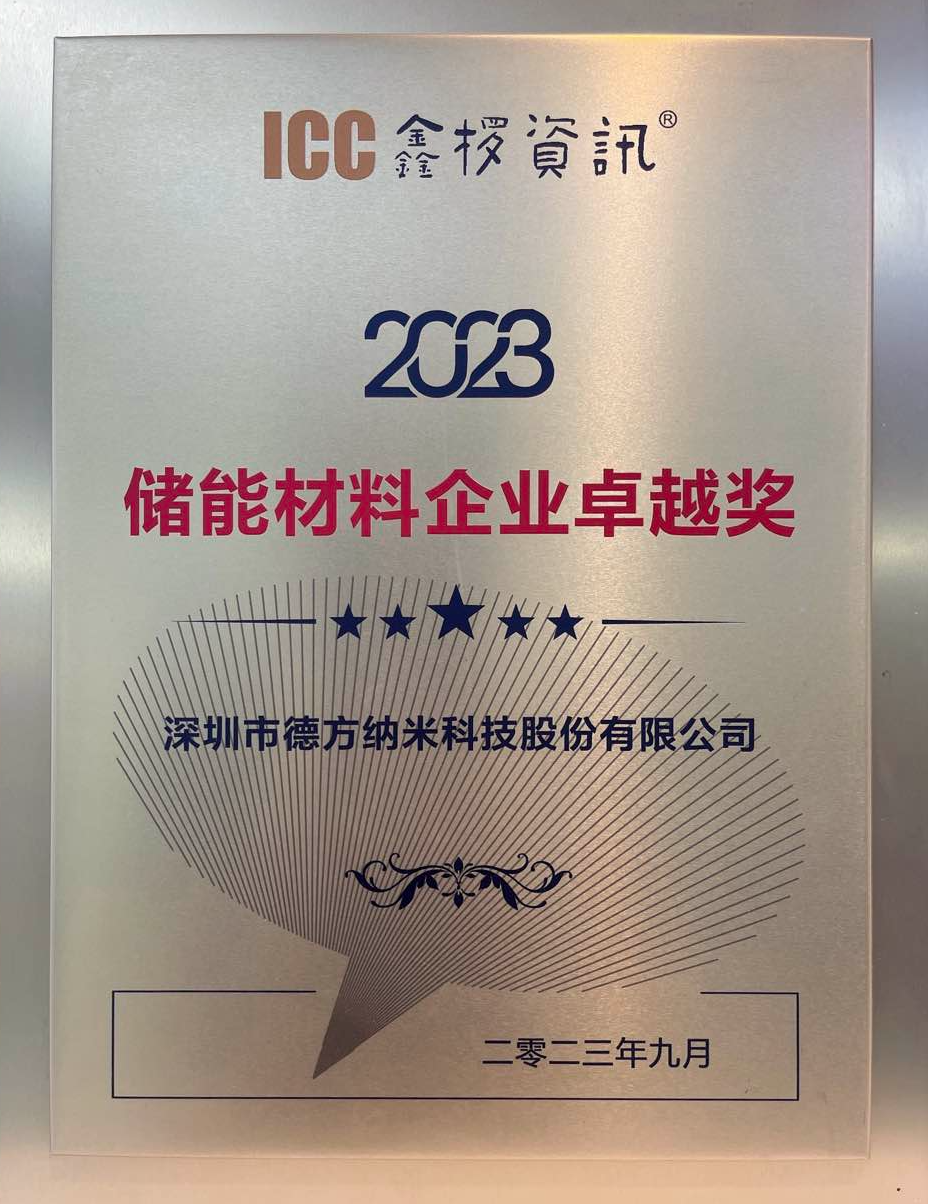 ICC 鑫椤資訊®
2023
储能材料企业卓越奖
深圳市德方纳米科技股份有限公司
二零二三年九月